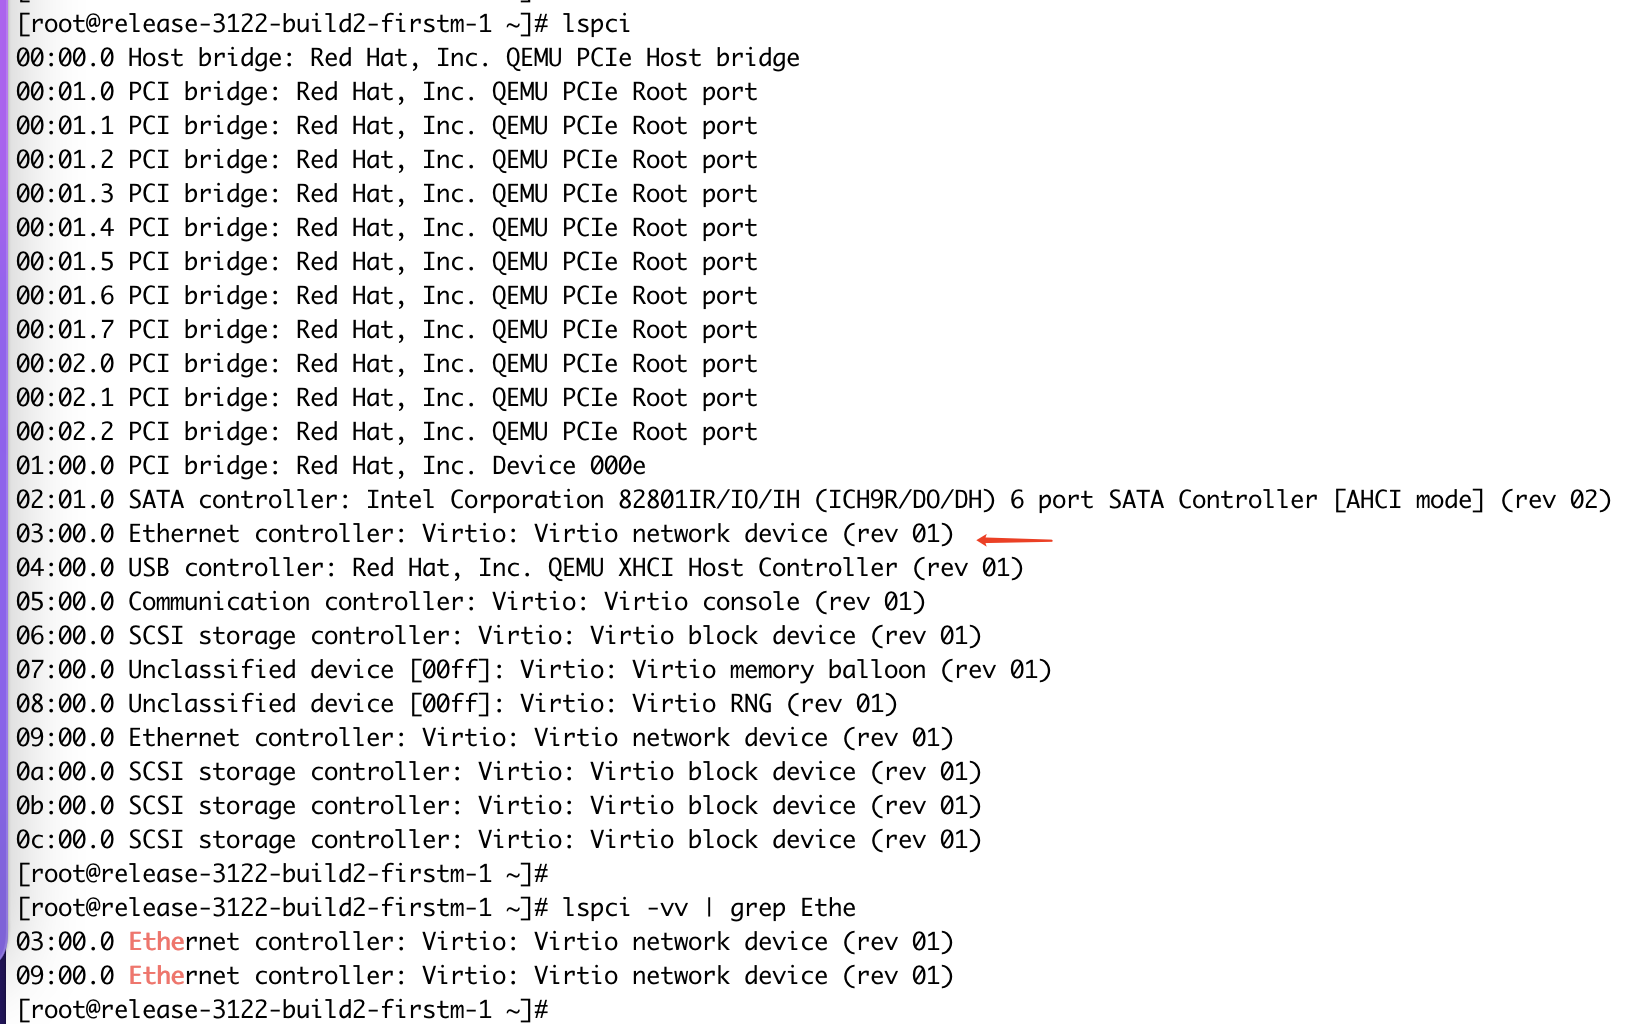 [root@release-3122-build2-firstm-1 ~]# lspci
00:00.0 Host bridge: Red Hat, Inc. QEMU PCIe Host bridge
00:01.0 PCI bridge: Red Hat, Inc. QEMU PCIe Root port
00:01.1 PCI bridge: Red Hat, Inc. QEMU PCIe Root port
00:01.2 PCI bridge: Red Hat, Inc. QEMU PCIe Root port
00:01.3 PCI bridge: Red Hat, Inc. QEMU PCIe Root port
00:01.4 PCI bridge: Red Hat, Inc. QEMU PCIe Root port
00:01.5 PCI bridge: Red Hat, Inc. QEMU PCIe Root port
00:01.6 PCI bridge: Red Hat, Inc. QEMU PCIe Root port
00:01.7 PCI bridge: Red Hat, Inc. QEMU PCIe Root port
00:02.0 PCI bridge: Red Hat, Inc. QEMU PCIe Root port
00:02.1 PCI bridge: Red Hat, Inc. QEMU PCIe Root port
00:02.2 PCI bridge: Red Hat, Inc. QEMU PCIe Root port
01:00.0 PCI bridge: Red Hat, Inc. Device 000e
02:01.0 SATA controller: Intel Corporation 82801IR/IO/IH (ICH9R/DO/DH) 6 port SATA Controller [AHCI mode] (rev 02)
03:00.0 Ethernet controller: Virtio: Virtio network device (rev 01)
04:00.0 USB controller: Red Hat, Inc. QEMU XHCI Host Controller (rev 01)
05:00.0 Communication controller: Virtio: Virtio console (rev 01)
06:00.0 SCSI storage controller: Virtio: Virtio block device (rev 01)
07:00.0 Unclassified device [00ff]: Virtio: Virtio memory balloon (rev 01)
08:00.0 Unclassified device [00ff]: Virtio: Virtio RNG (rev 01)
09:00.0 Ethernet controller: Virtio: Virtio network device (rev 01)
0a:00.0 SCSI storage controller: Virtio: Virtio block device (rev 01)
0b:00.0 SCSI storage controller: Virtio: Virtio block device (rev 01)
0c:00.0 SCSI storage controller: Virtio: Virtio block device (rev 01)
[root@release-3122-build2-firstm-1 ~]#
[root@release-3122-build2-firstm-1 ~]# lspci -vv | grep Ethe
03:00.0 Ethernet controller: Virtio: Virtio network device (rev 01)
09:00.0 Ethernet controller: Virtio: Virtio network device (rev 01)
[root@release-3122-build2-firstm-1 ~]#